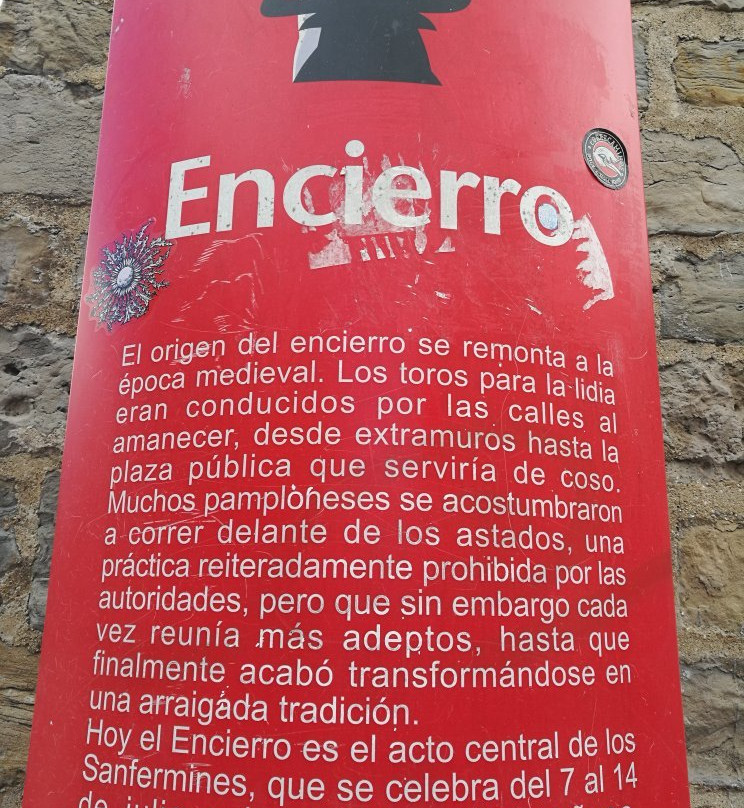 Encierro
El origen del encierro se remonta a la
época medieval. Los toros para la lidia
eran conducidos por las calles al
amanecer, desde extramuros hasta la
plaza pública que serviría de coso.
Muchos pamploneses se acostumbraron
a correr delante de los astados, una
práctica reiteradamente prohibida por las
autoridades, pero que sin embargo cada
vez reunía más adeptos, hasta que
finalmente acabó transformándose en
una arraigada tradición.
Hoy el Encierro es el acto central de los
Sanfermines, que se celebra del 7 al 14